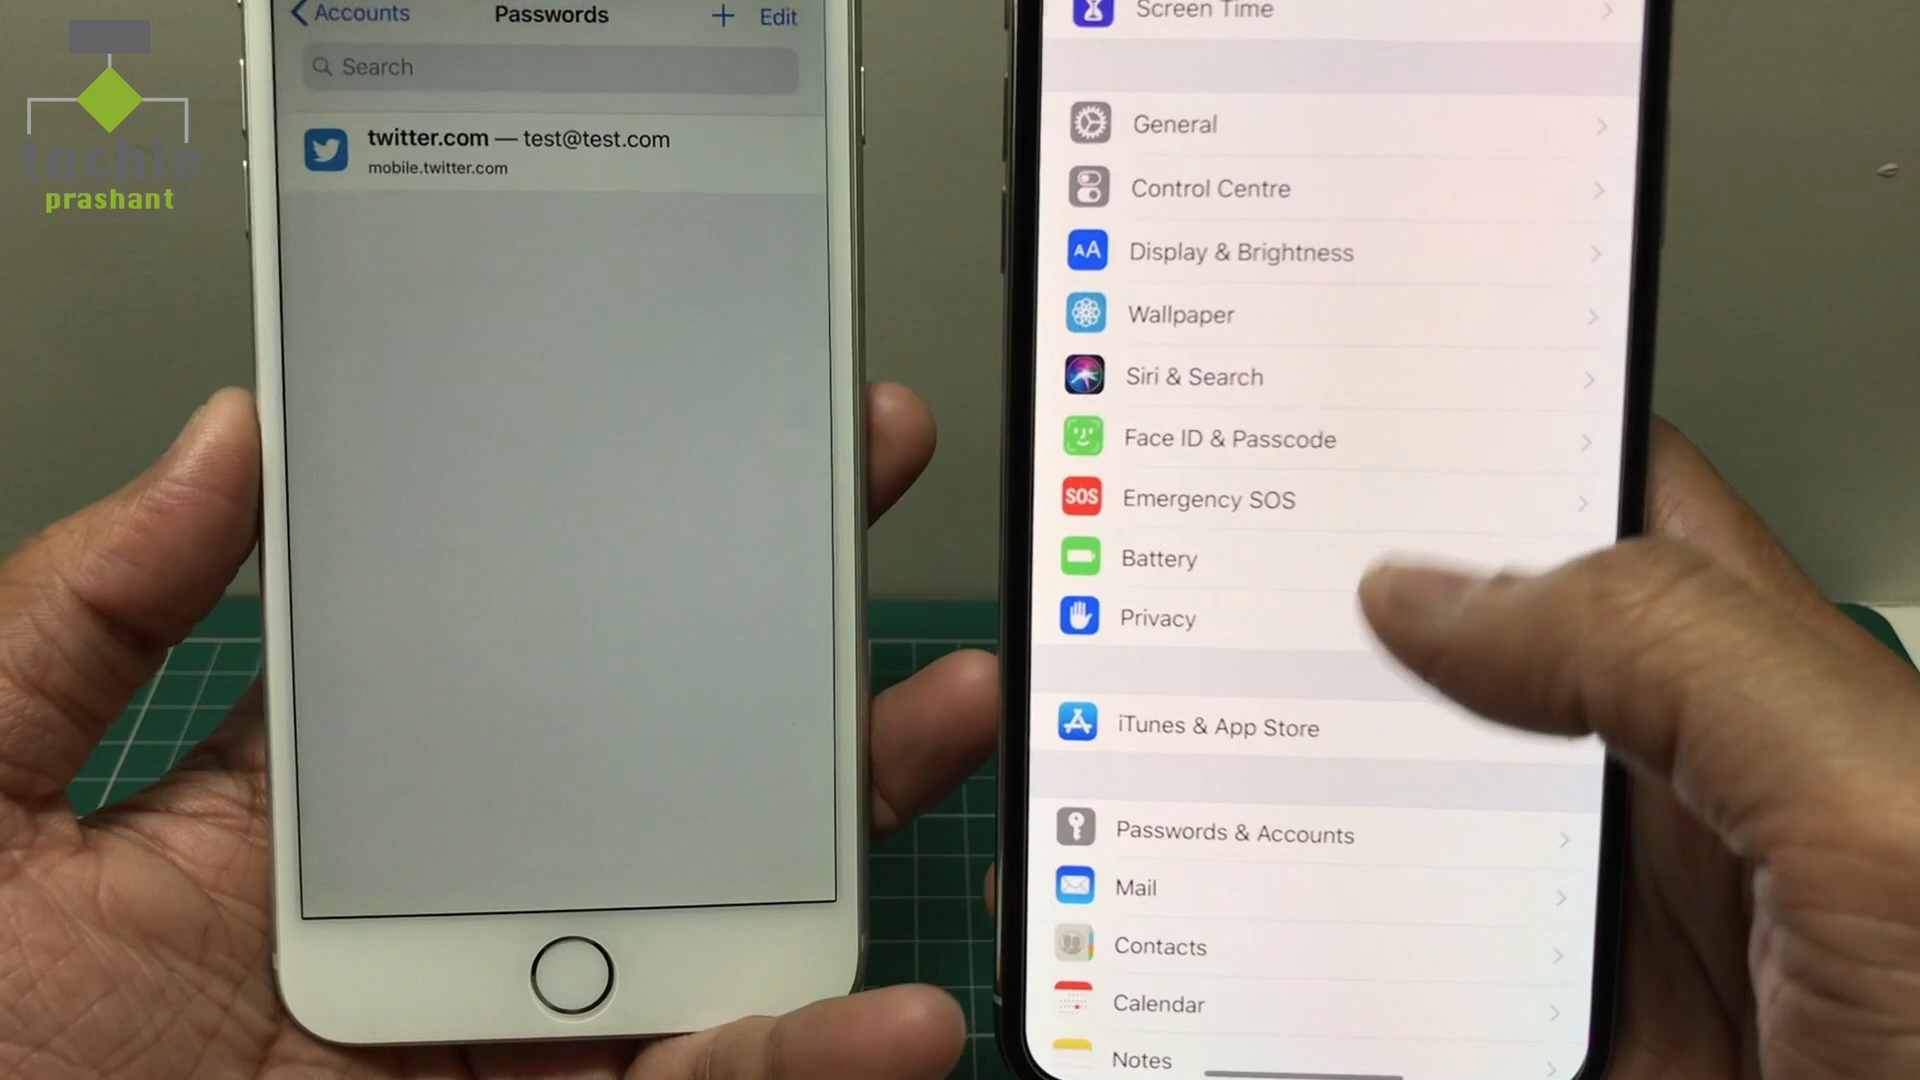 techie
prashant
Accounts
Passwords
Edit
Search
twitter.com — test@test.com
mobile.twitter.com
Screen Time
General
Control Centre
AA
Display & Brightness
Wallpaper
Siri & Search
Face ID & Passcode
SOS
Emergency SOS
Battery
Privacy
iTunes & App Store
Passwords & Accounts
Mail
Contacts
Calendar
Notes